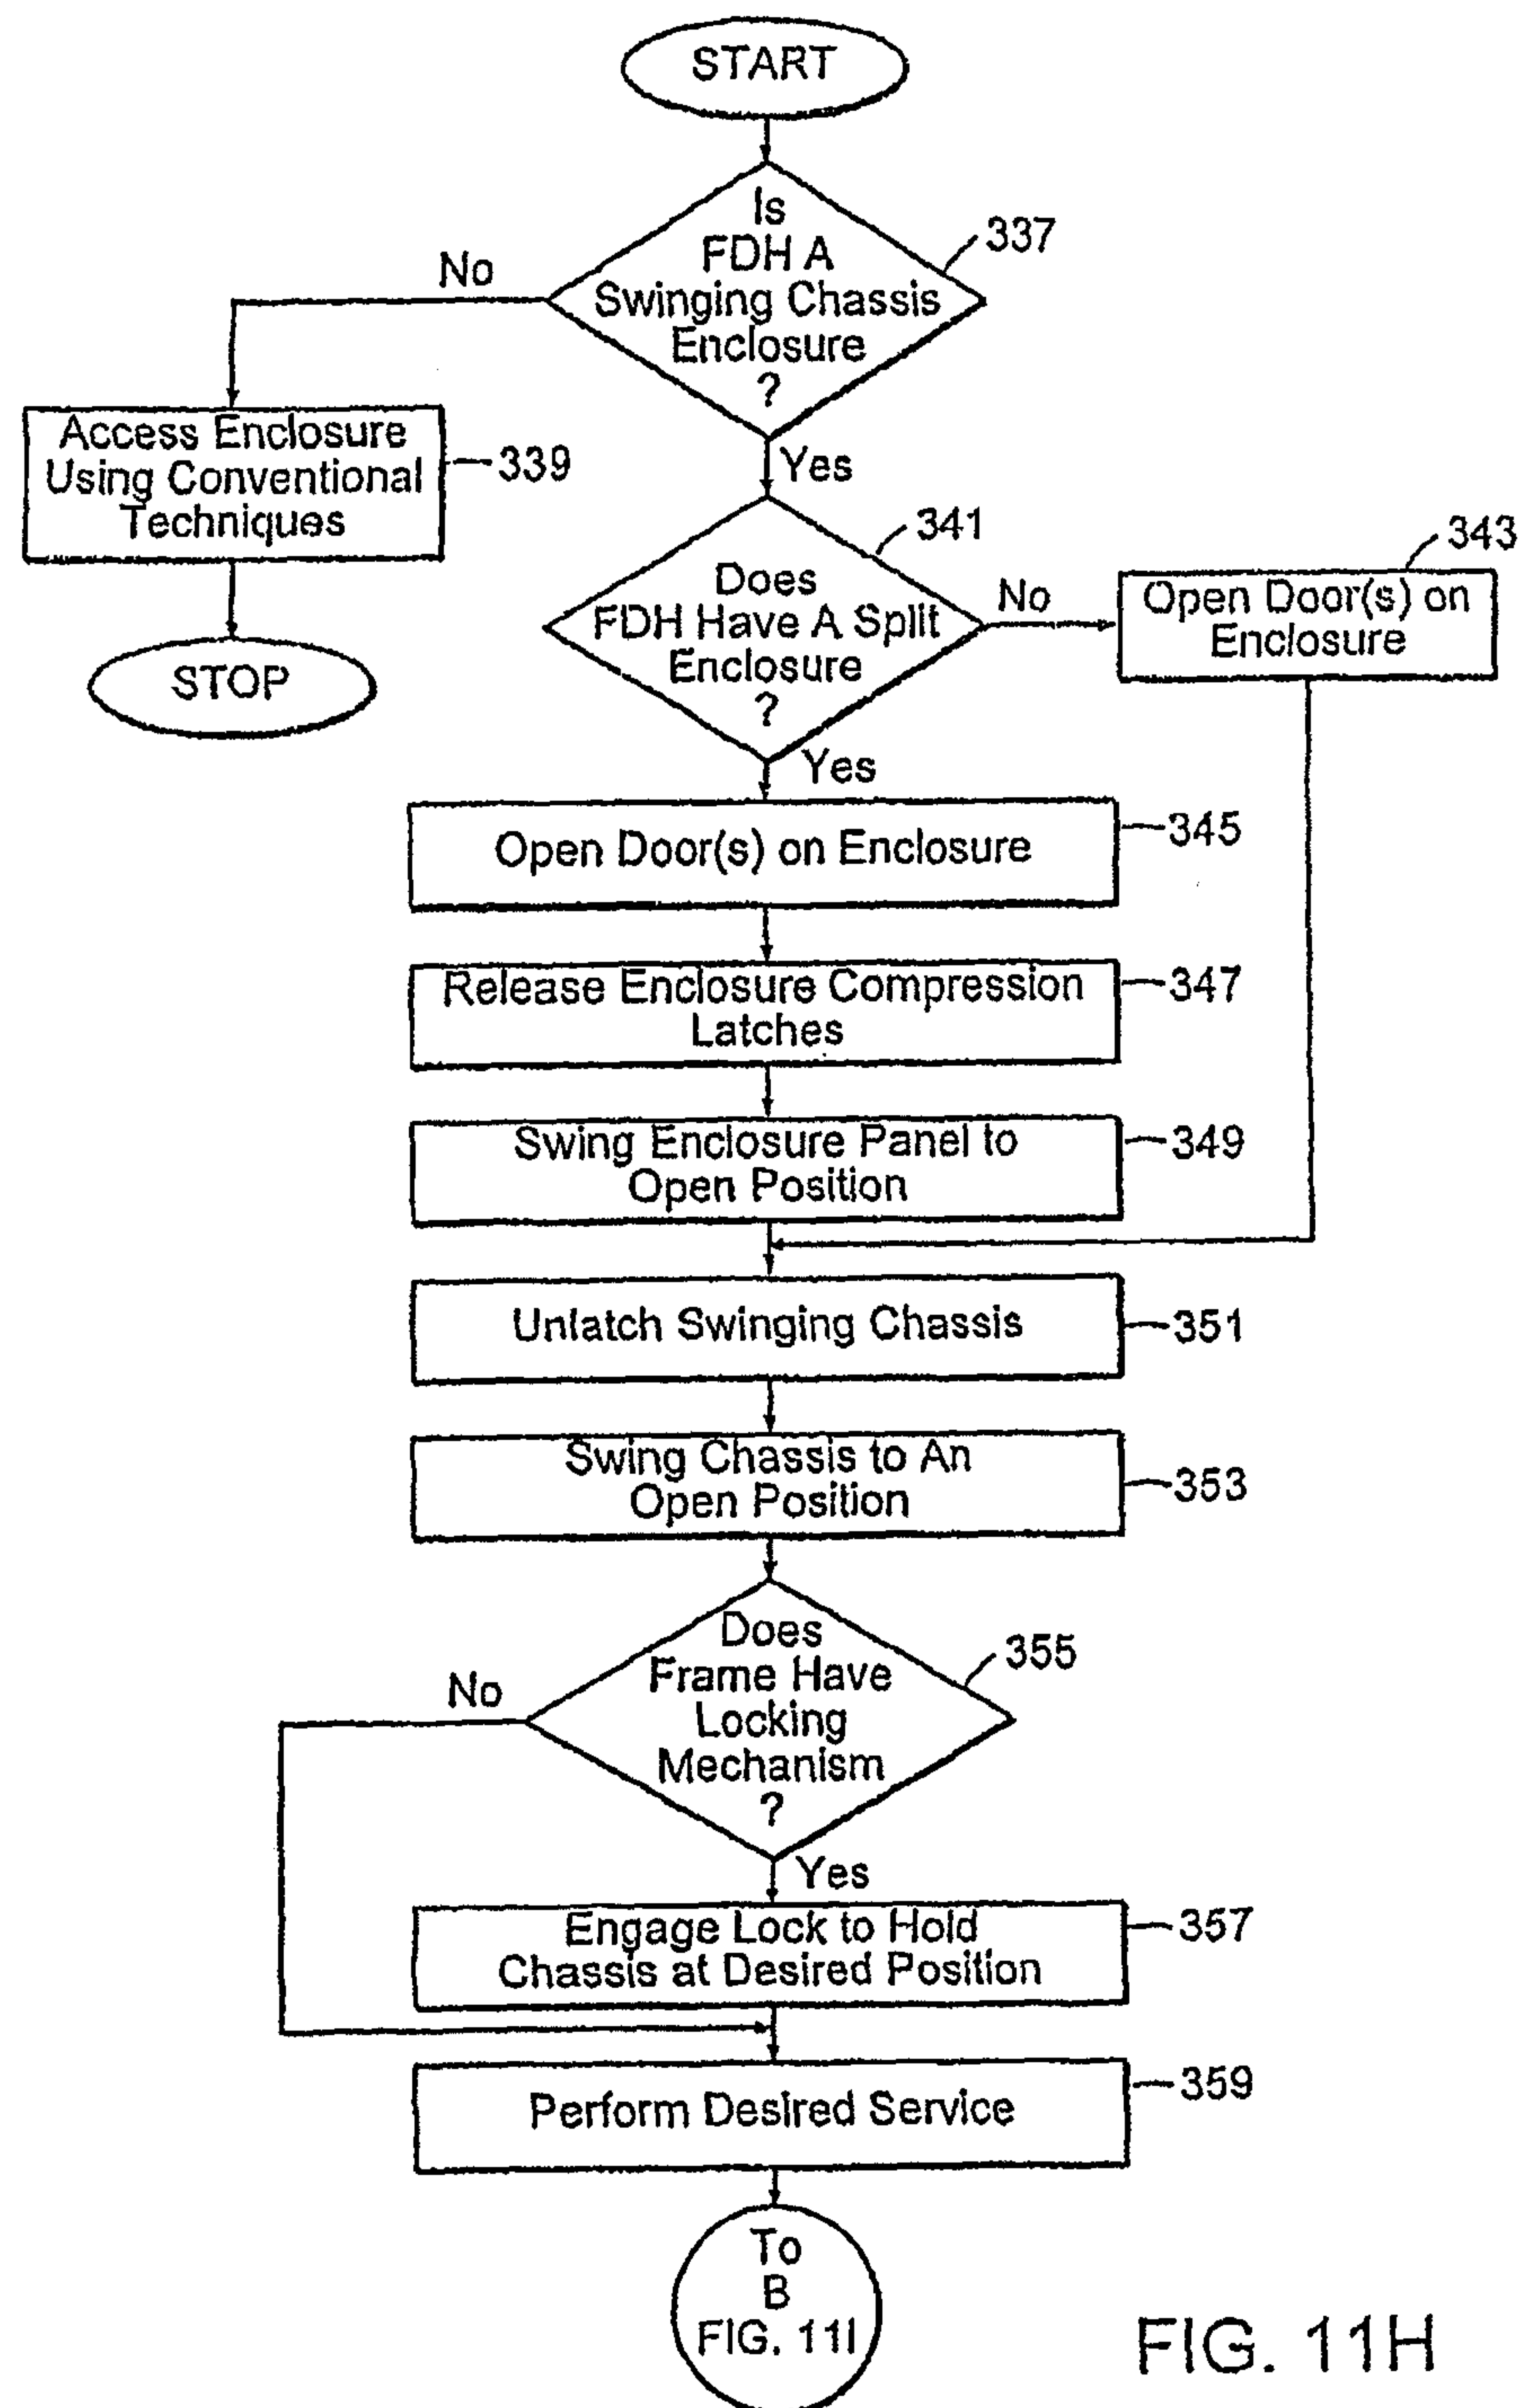 START
Is
FDH A
Swinging Chassis
Enclosure
?
337
No
Yes
Access Enclosure
Using Conventional
Techniques
339
STOP
341
Does
FDH Have A Split
Enclosure
?
No
343
Open Door(s) on
Enclosure
Yes
Open Door(s) on Enclosure
345
Release Enclosure Compression
Latches
347
Swing Enclosure Panel to
Open Position
349
Unlatch Swinging Chassis
351
Swing Chassis to An
Open Position
353
Does
Frame Have
Locking
Mechanism
?
355
No
Yes
Engage Lock to Hold
Chassis at Desired Position
357
Perform Desired Service
359
To
B
FIG. 11I
FIG. 11H